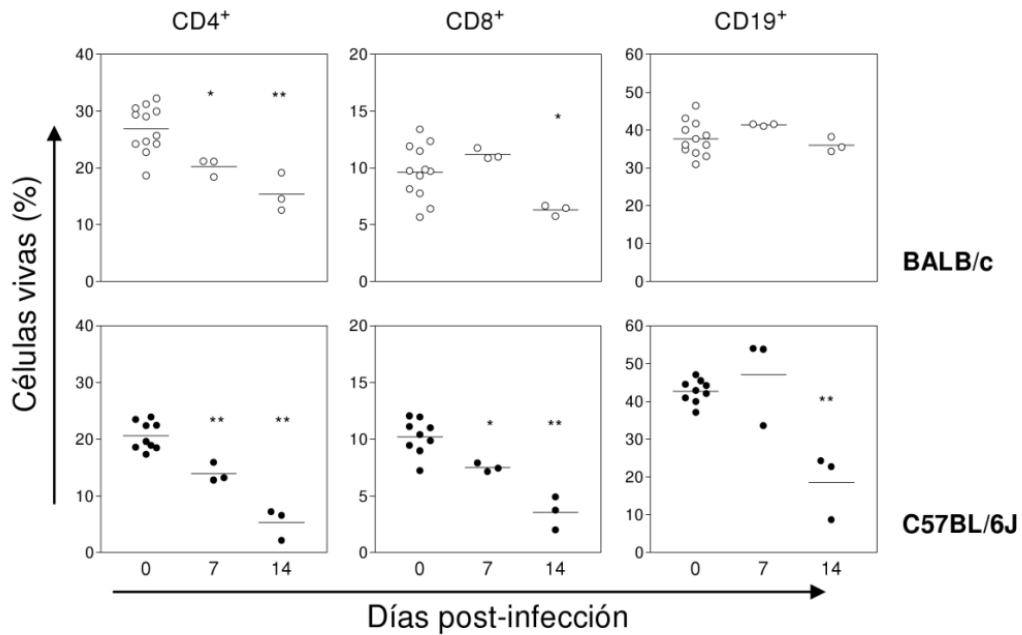 CD4⁺ CD8⁺ CD19⁺
40 30 20 10 0
* **
20 15 10 5 0
*
60 50 40 30 20 10 0
BALB/c
40 30 20 10 0
** **
20 15 10 5 0
* **
60 50 40 30 20 10 0
**
C57BL/6J
0 7 14 0 7 14 0 7 14
Células vivas (%)
Días post-infección